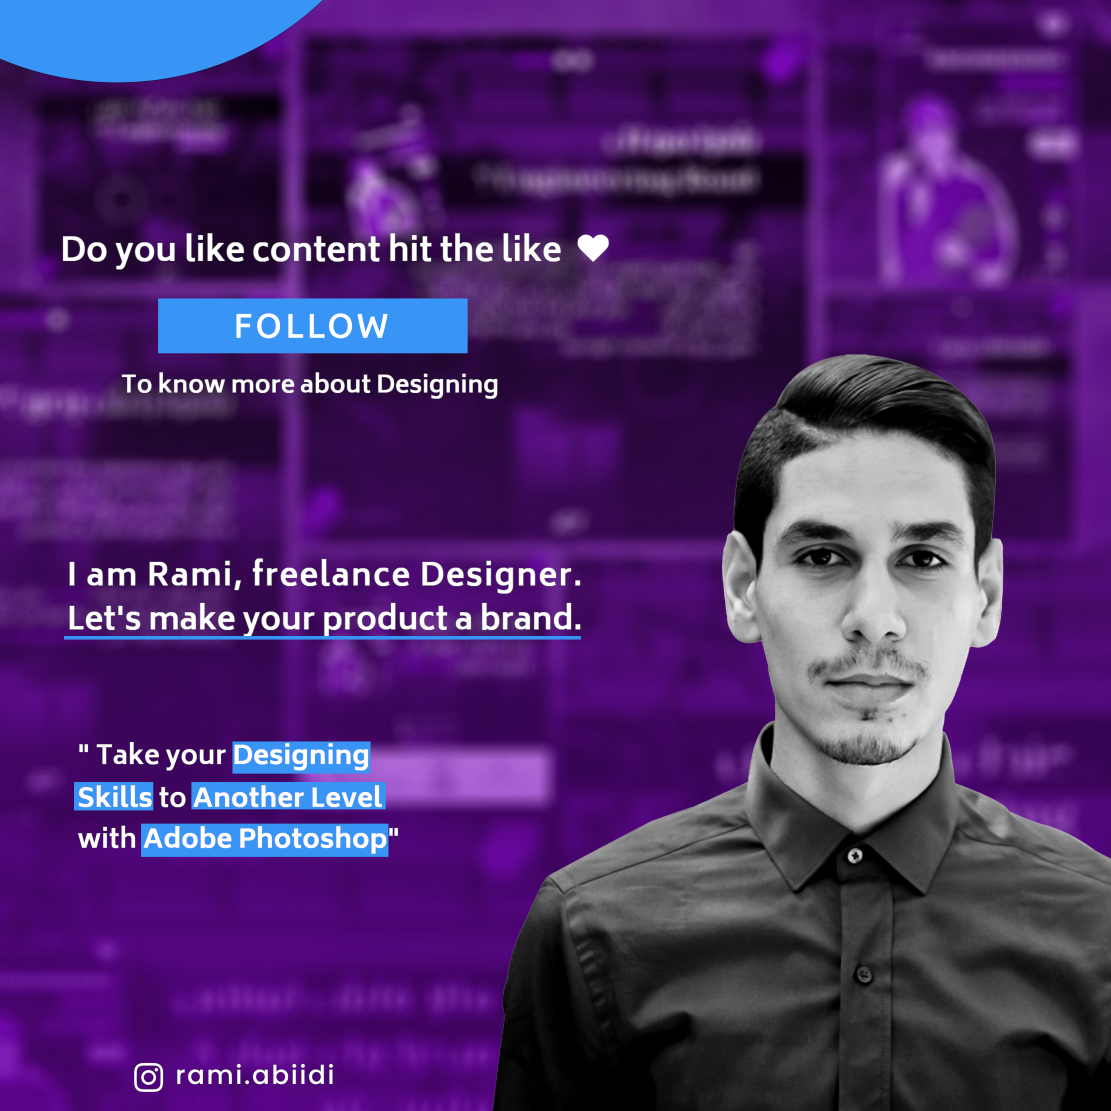 Do you like content hit the like
FOLLOW
To know more about Designing
I am Rami, freelance Designer.
Let's make your product a brand.
" Take your Designing
Skills to Another Level
with Adobe Photoshop"
rami.abiidi